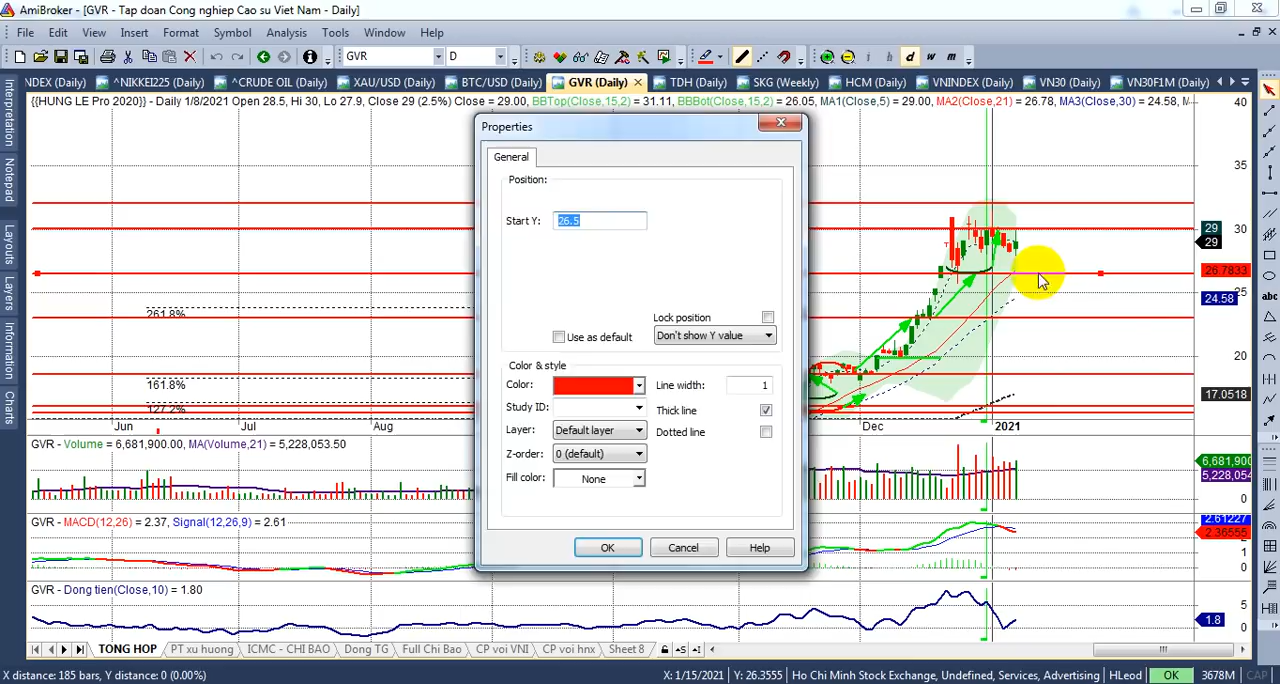 AmiBroker - [GVR - Tap doan Cong nghiep Cao su Viet Nam - Daily]
File Edit View Insert Format Symbol Analysis Tools Window Help
GVR D i h d w m
NDEX (Daily) ^NIKKEI225 (Daily) ^CRUDE OIL (Daily) XAU/USD (Daily) BTC/USD (Daily) GVR (Daily) TDH (Daily) SKG (Weekly) HCM (Daily) VNINDEX (Daily) VN30 (Daily) VN30F1M (Daily)
{{HUNG LE Pro 2020}} - Daily 1/8/2021 Open 28.5, Hi 30, Lo 27.9, Close 29 (2.5%) Close = 29.00, BBTop(Close,15,2) = 31.11, BBBot(Close,15,2) = 26.05, MA1(Close,5) = 29.00, MA2(Close,21) = 26.78, MA3(Close,30) = 24.58,
Interpretation
Notepad
Layouts
Layers
Information
Charts
Properties
General
Position:
Start Y: 26.5
Lock position
Use as default
Don't show Y value
Color & style
Color:
Line width: 1
Study ID:
Thick line
Layer: Default layer
Dotted line
Z-order: 0 (default)
Fill color: None
OK Cancel Help
40
35
30
29
29
26.7833
25
24.58
20
17.0518
261.8%
161.8%
127.2%
Jun Jul Aug Dec 2021
abc
GVR - Volume = 6,681,900.00, MA(Volume,21) = 5,228,053.50
6,681,900
5,228,054
0
GVR - MACD(12,26) = 2.37, Signal(12,26,9) = 2.61
2.61227
2.36555
1
0
GVR - Dong tien(Close,10) = 1.80
5
1.8
0
TONG HOP PT xu huong ICMC - CHI BAO Dong TG Full Chi Bao CP voi VNI CP voi hnx Sheet 8
X distance: 185 bars, Y distance: 0 (0.00%) X: 1/15/2021 Y: 26.3555 Ho Chi Minh Stock Exchange, Undefined, Services, Advertising HLeod OK 3678M CAP